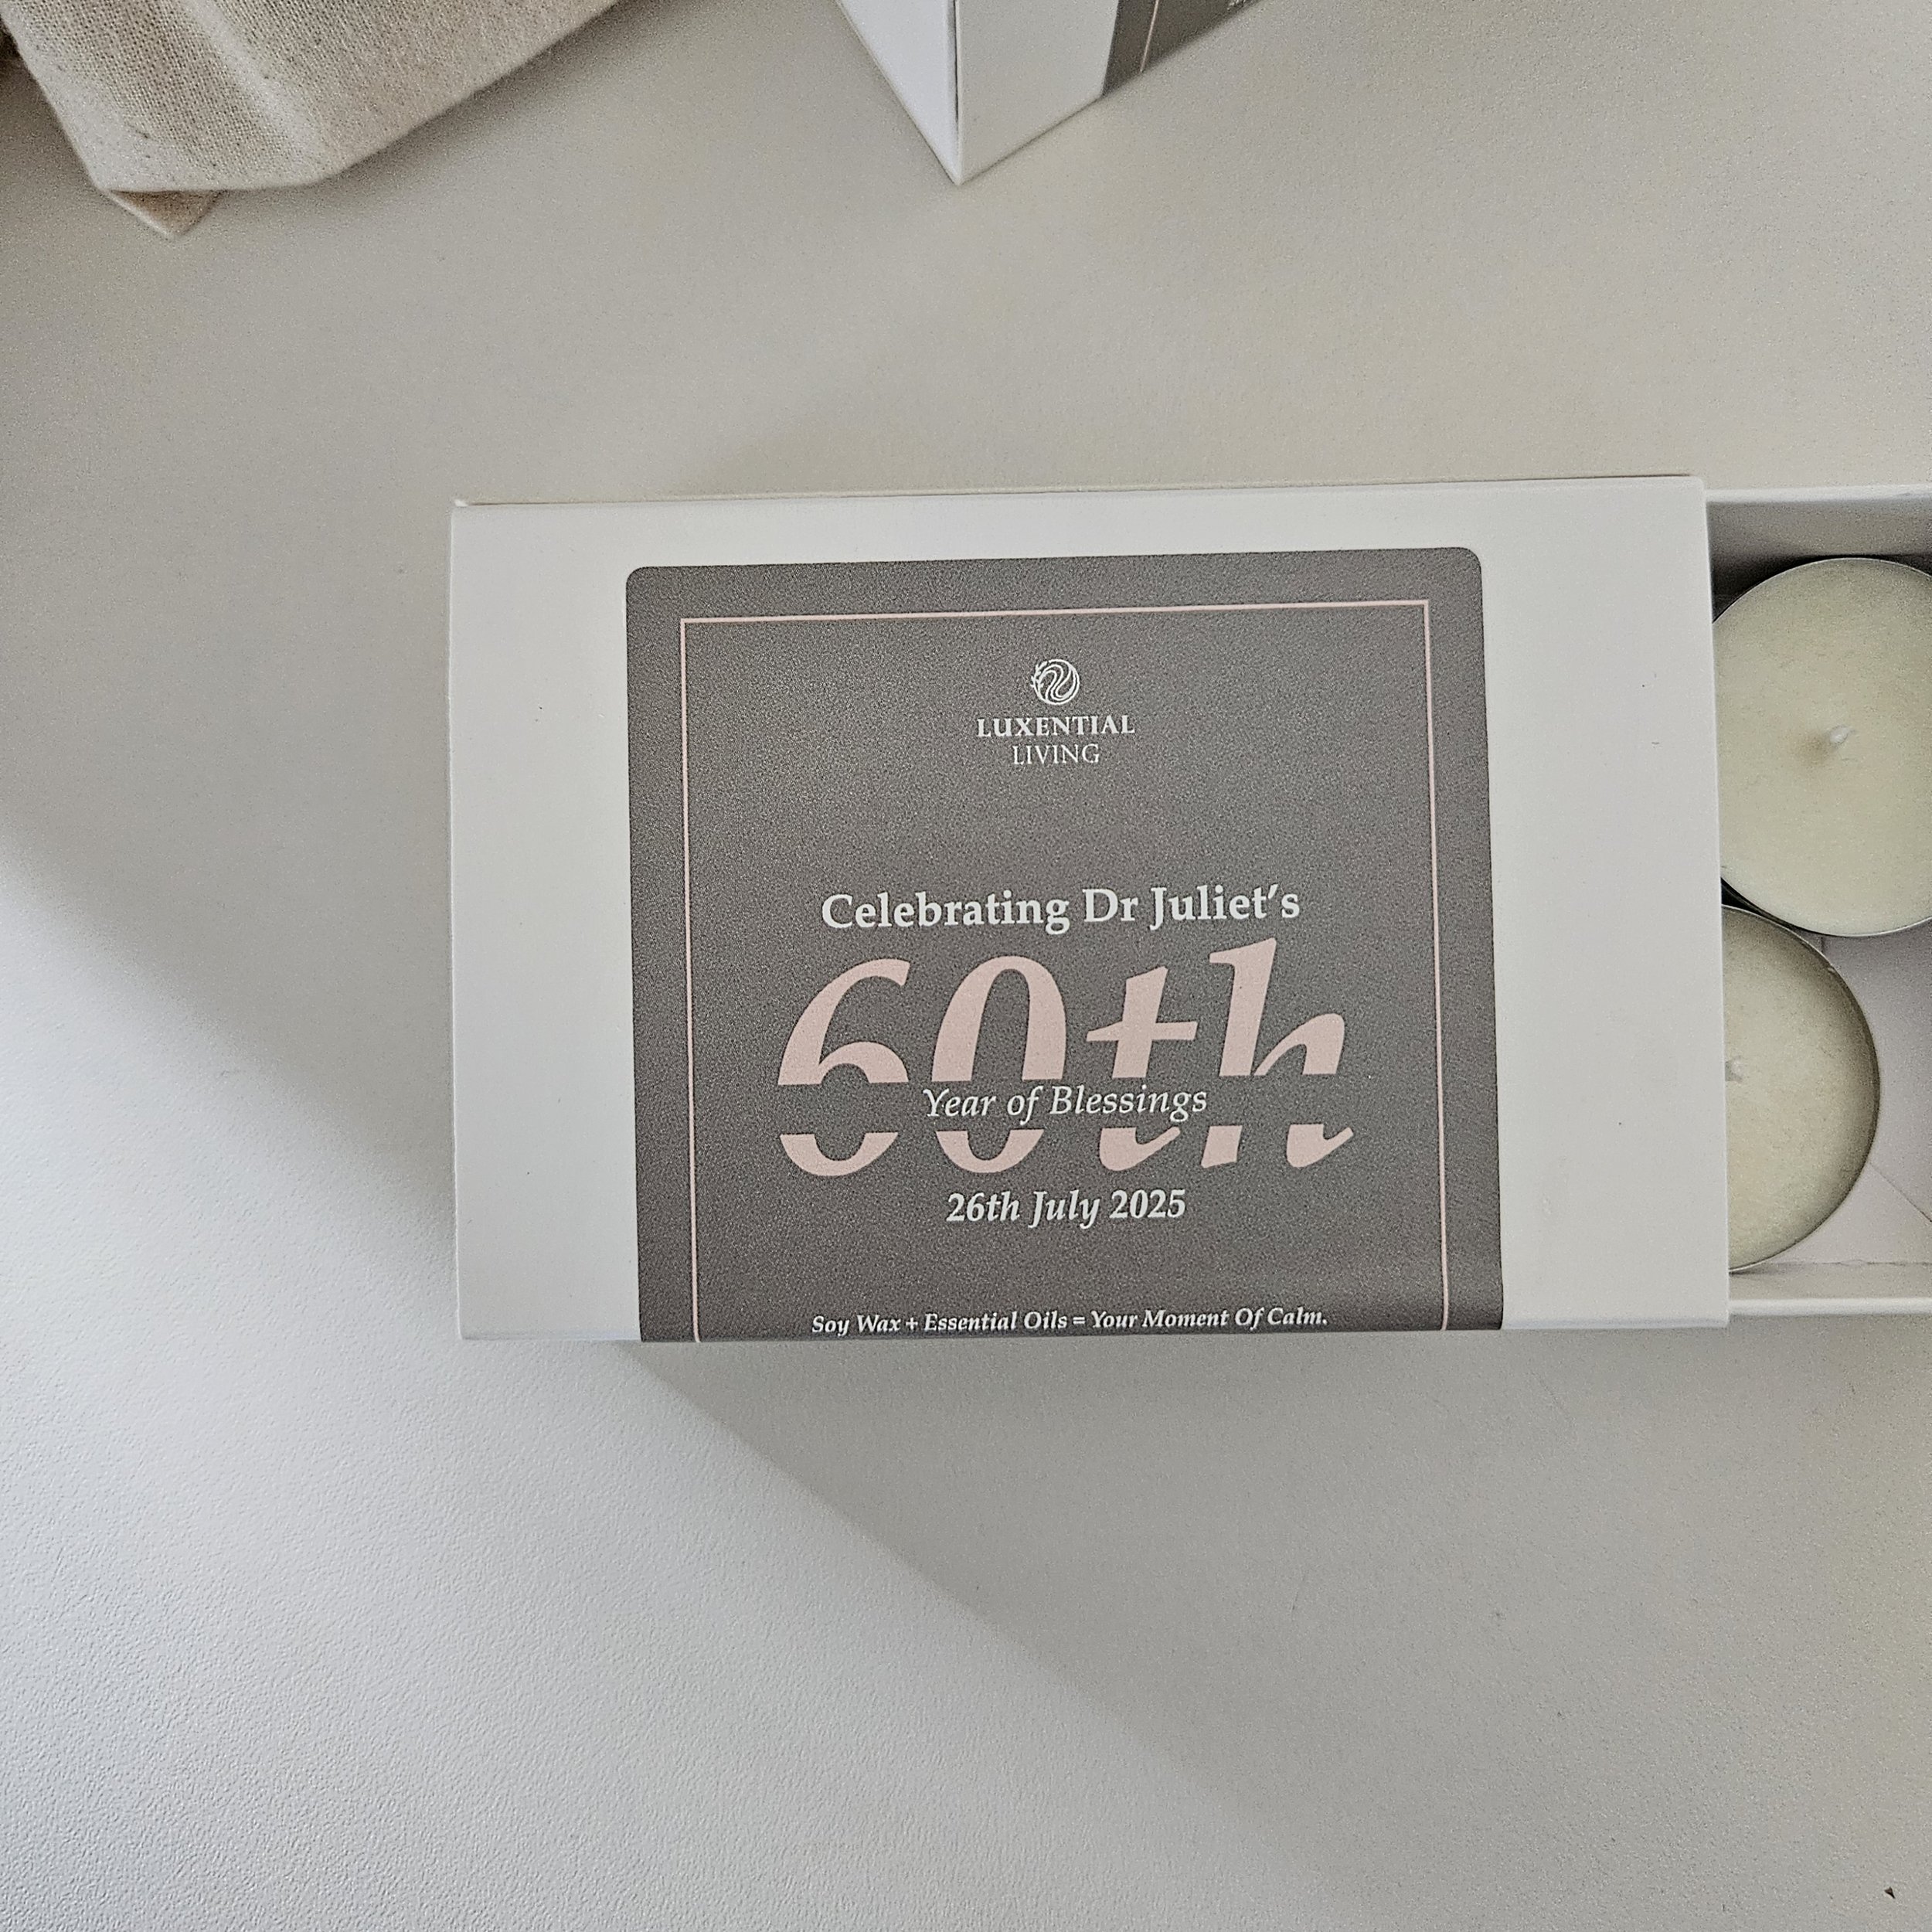 LUXENTIAL
LIVING
Celebrating Dr Juliet's
60th
Year of Blessings
26th July 2025
Soy Wax + Essential Oils = Your Moment Of Calm.